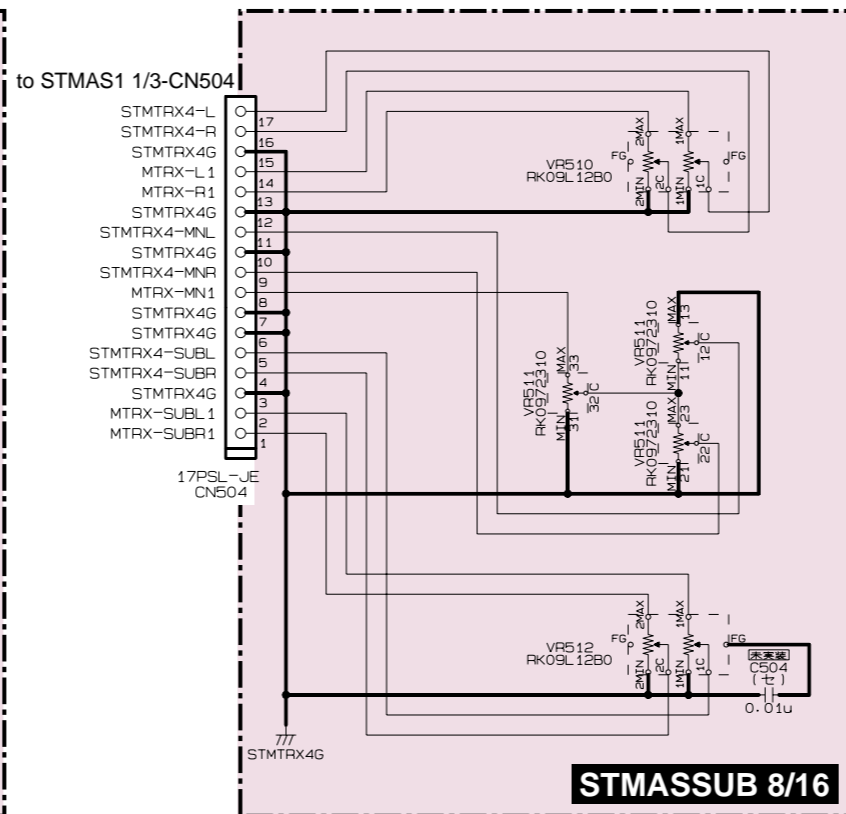 to STMAS1 1/3-CN504
STMTRX4-L
STMTRX4-R
STMTRX4G
MTRX-L1
MTRX-R1
STMTRX4G
STMTRX4-MNL
STMTRX4G
STMTRX4-MNR
MTRX-MN1
STMTRX4G
STMTRX4G
STMTRX4-SUBL
STMTRX4-SUBR
STMTRX4G
MTRX-SUBL1
MTRX-SUBR1
17
16
15
14
13
12
11
10
9
8
7
6
5
4
3
2
1
17PSL-JE
CN504
VR510
RK09L12B0
FG
2MAX
1MAX
FG
2MIN
2C
1MIN
1C
VR511
RK0972310
MAX
33
32C
MIN
31
VR511
RK0972310
MAX
13
12C
MIN
11
VR511
RK0972310
MAX
23
22C
MIN
21
VR512
RK09L12B0
FG
2MAX
1MAX
FG
2MIN
2C
1MIN
1C
未実装
C504
(セ)
0.01u
STMTRX4G
STMASSUB 8/16